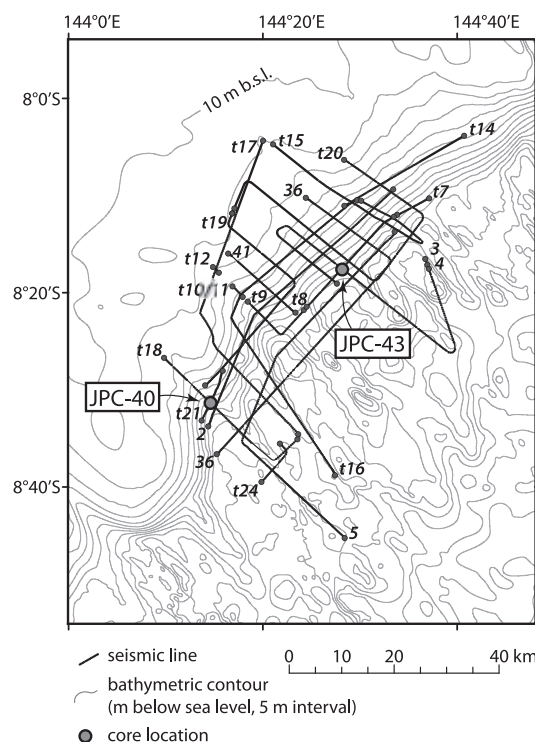 144°0'E 144°20'E 144°40'E
8°0'S
10 m b.s.l.
t17 t15 t20 t14
36 t7
t19
t12 41 3
4
8°20'S
t10/11 t9 t8
t18 JPC-43
JPC-40
t21
2
36 t16
8°40'S
t24
5
seismic line
0 10 20 40 km
bathymetric contour
(m below sea level, 5 m interval)
core location